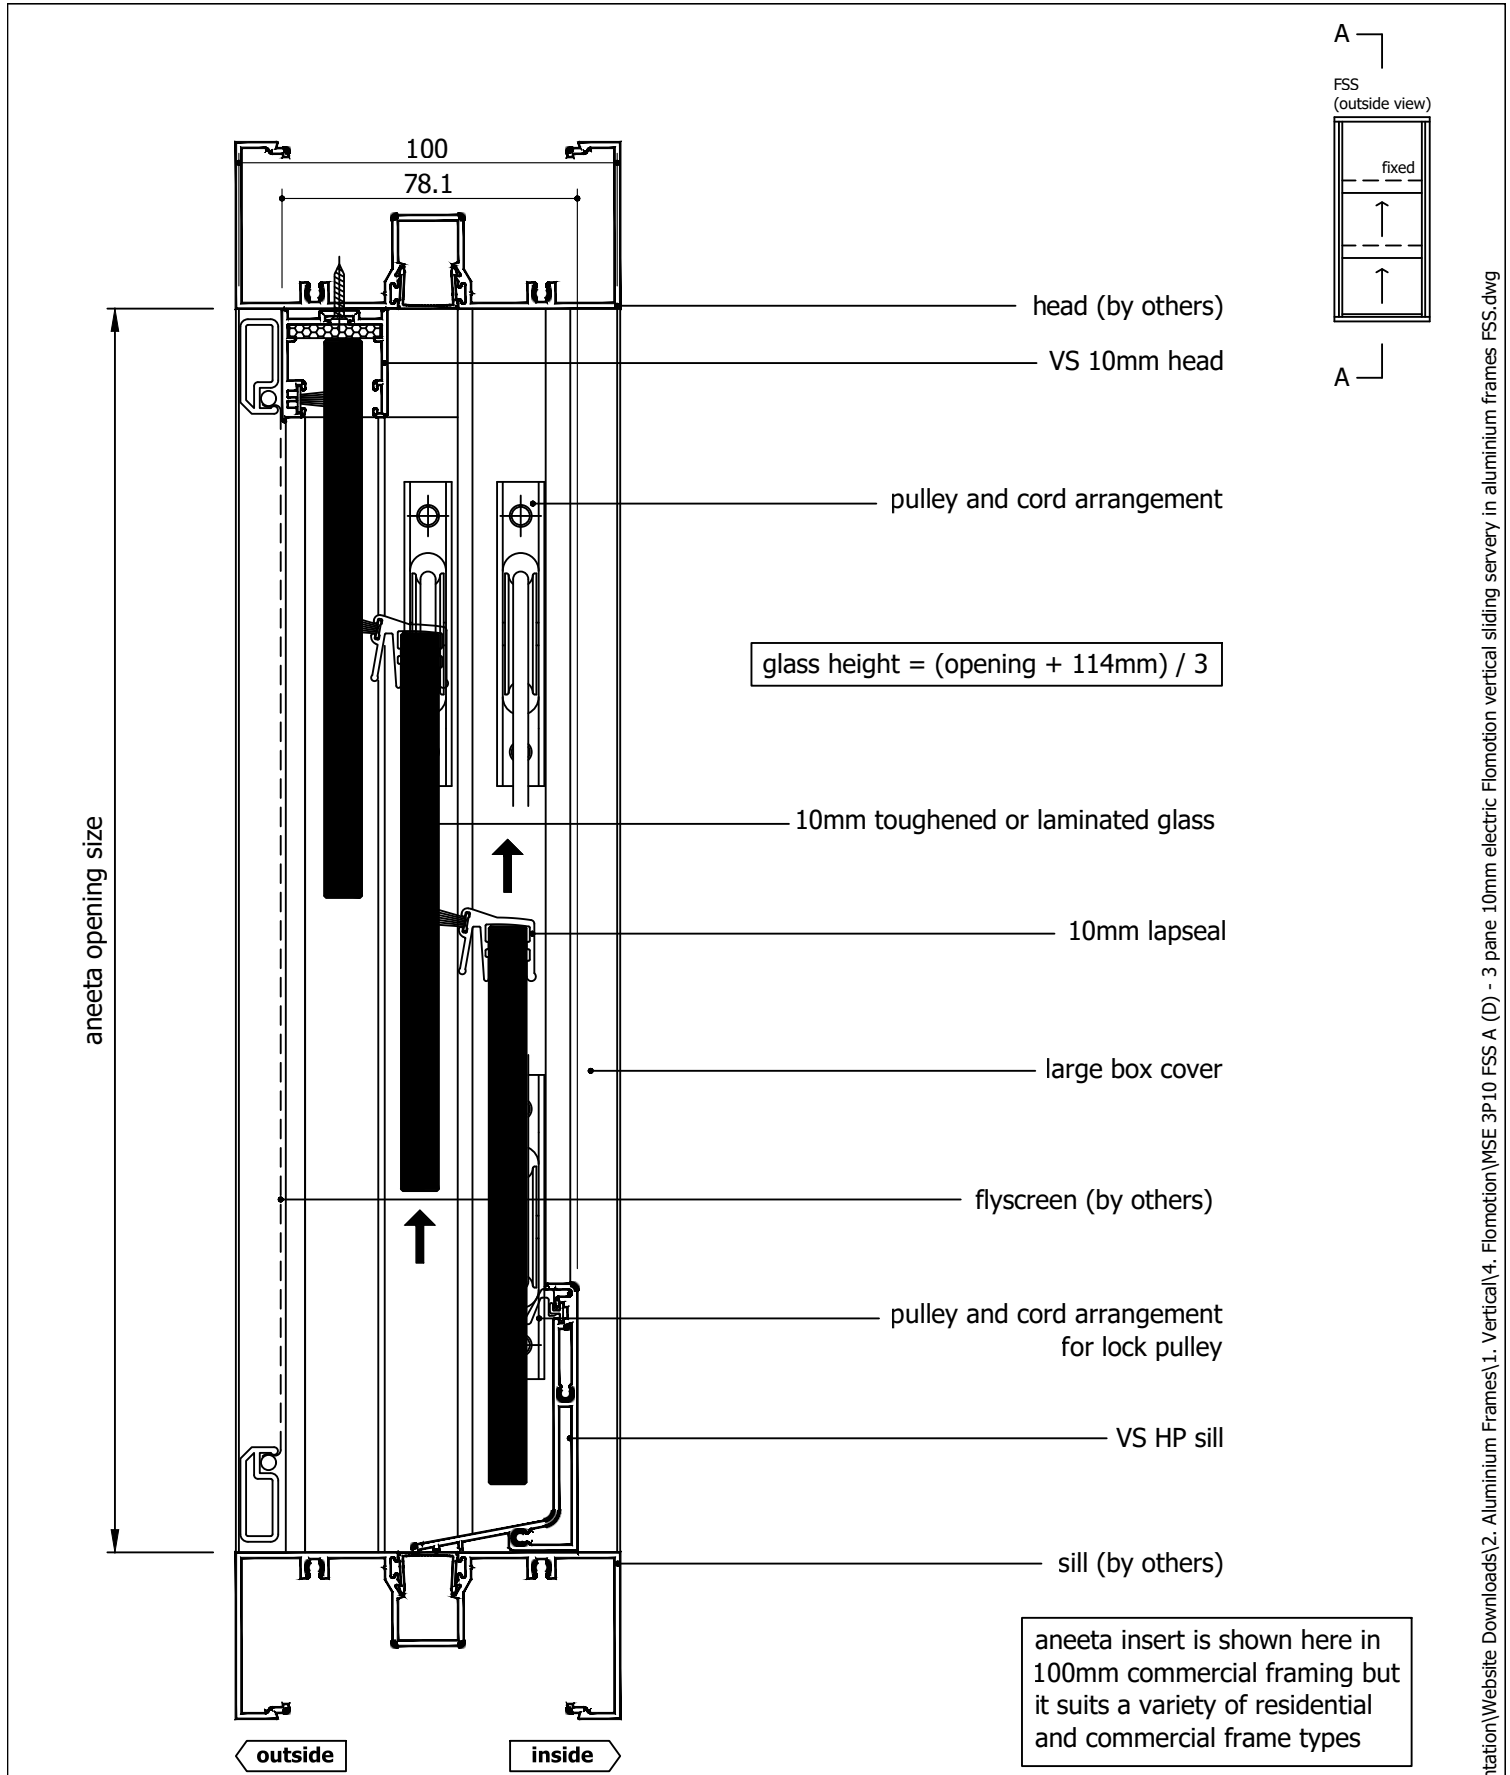 A
FSS
(outside view)
fixed
A
100
78.1
head (by others)
VS 10mm head
pulley and cord arrangement
glass height = (opening + 114mm) / 3
10mm toughened or laminated glass
10mm lapseal
aneeta opening size
large box cover
flyscreen (by others)
pulley and cord arrangement
for lock pulley
VS HP sill
sill (by others)
aneeta insert is shown here in
100mm commercial framing but
it suits a variety of residential
and commercial frame types
outside
inside
ntation\Website Downloads\2. Aluminium Frames\1. Vertical\4. Flomotion\MSE 3P10 FSS A (D) - 3 pane 10mm electric Flomotion vertical sliding servery in aluminium frames FSS.dwg